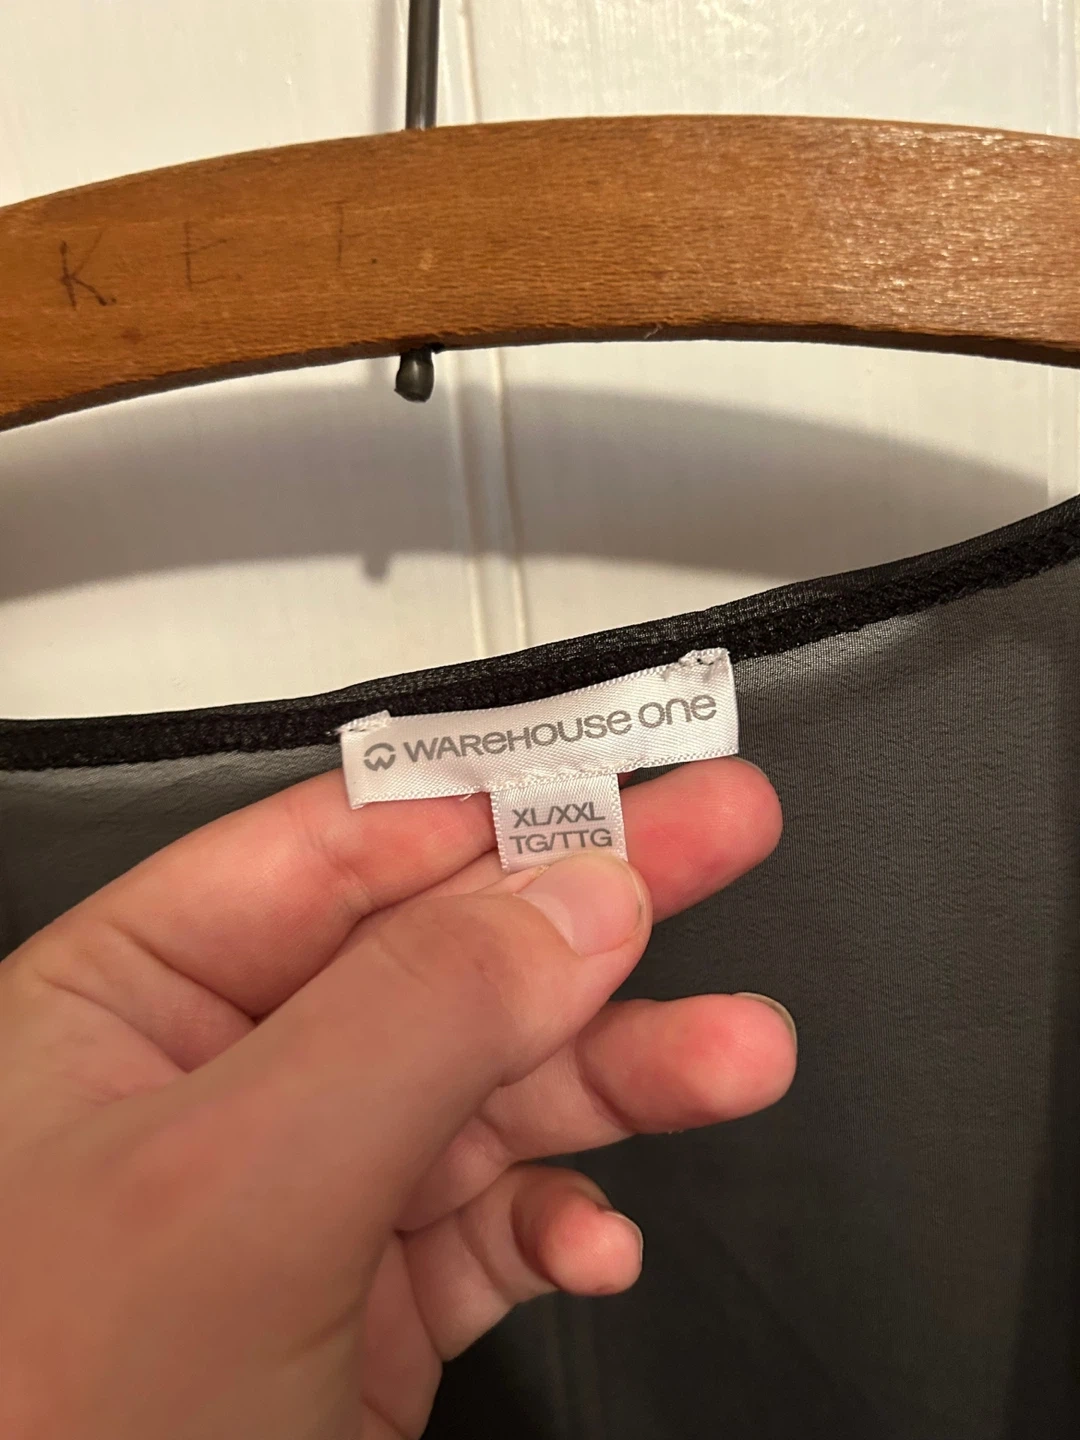 K. E F.
WAREHOUSE ONE
XL/XXL
TG/TTG